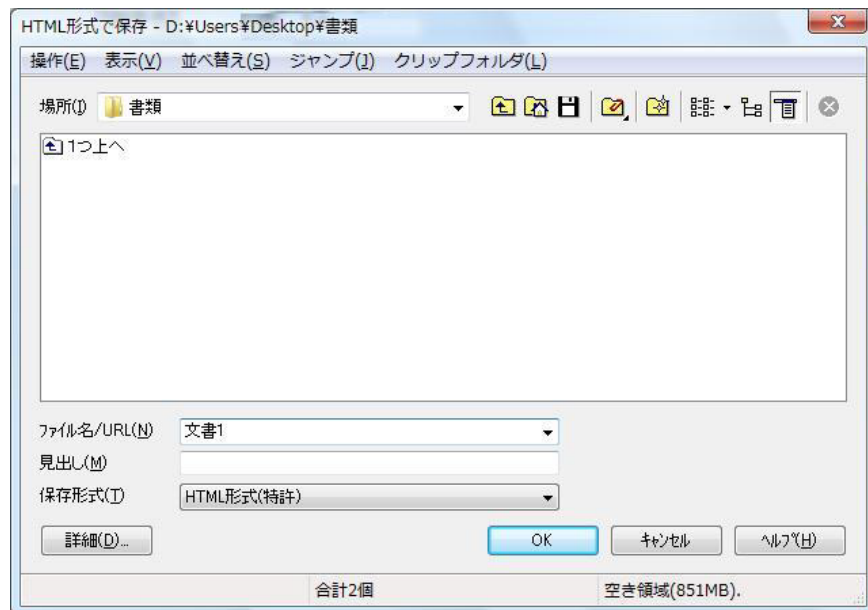 HTML形式で保存 - D:¥Users¥Desktop¥書類
操作(E) 表示(V) 並べ替え(S) ジャンプ(J) クリップフォルダ(L)
場所(I) 書類
1つ上へ
ファイル名/URL(N) 文書1
見出し(M)
保存形式(T) HTML形式(特許)
詳細(D)... OK キャンセル ヘルプ(H)
合計2個 空き領域(851MB).